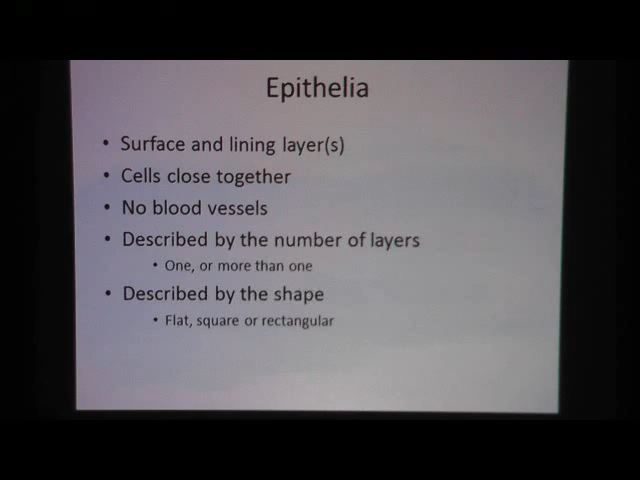 Epithelia
• Surface and lining layer(s)
• Cells close together
• No blood vessels
• Described by the number of layers
• One, or more than one
• Described by the shape
• Flat, square or rectangular